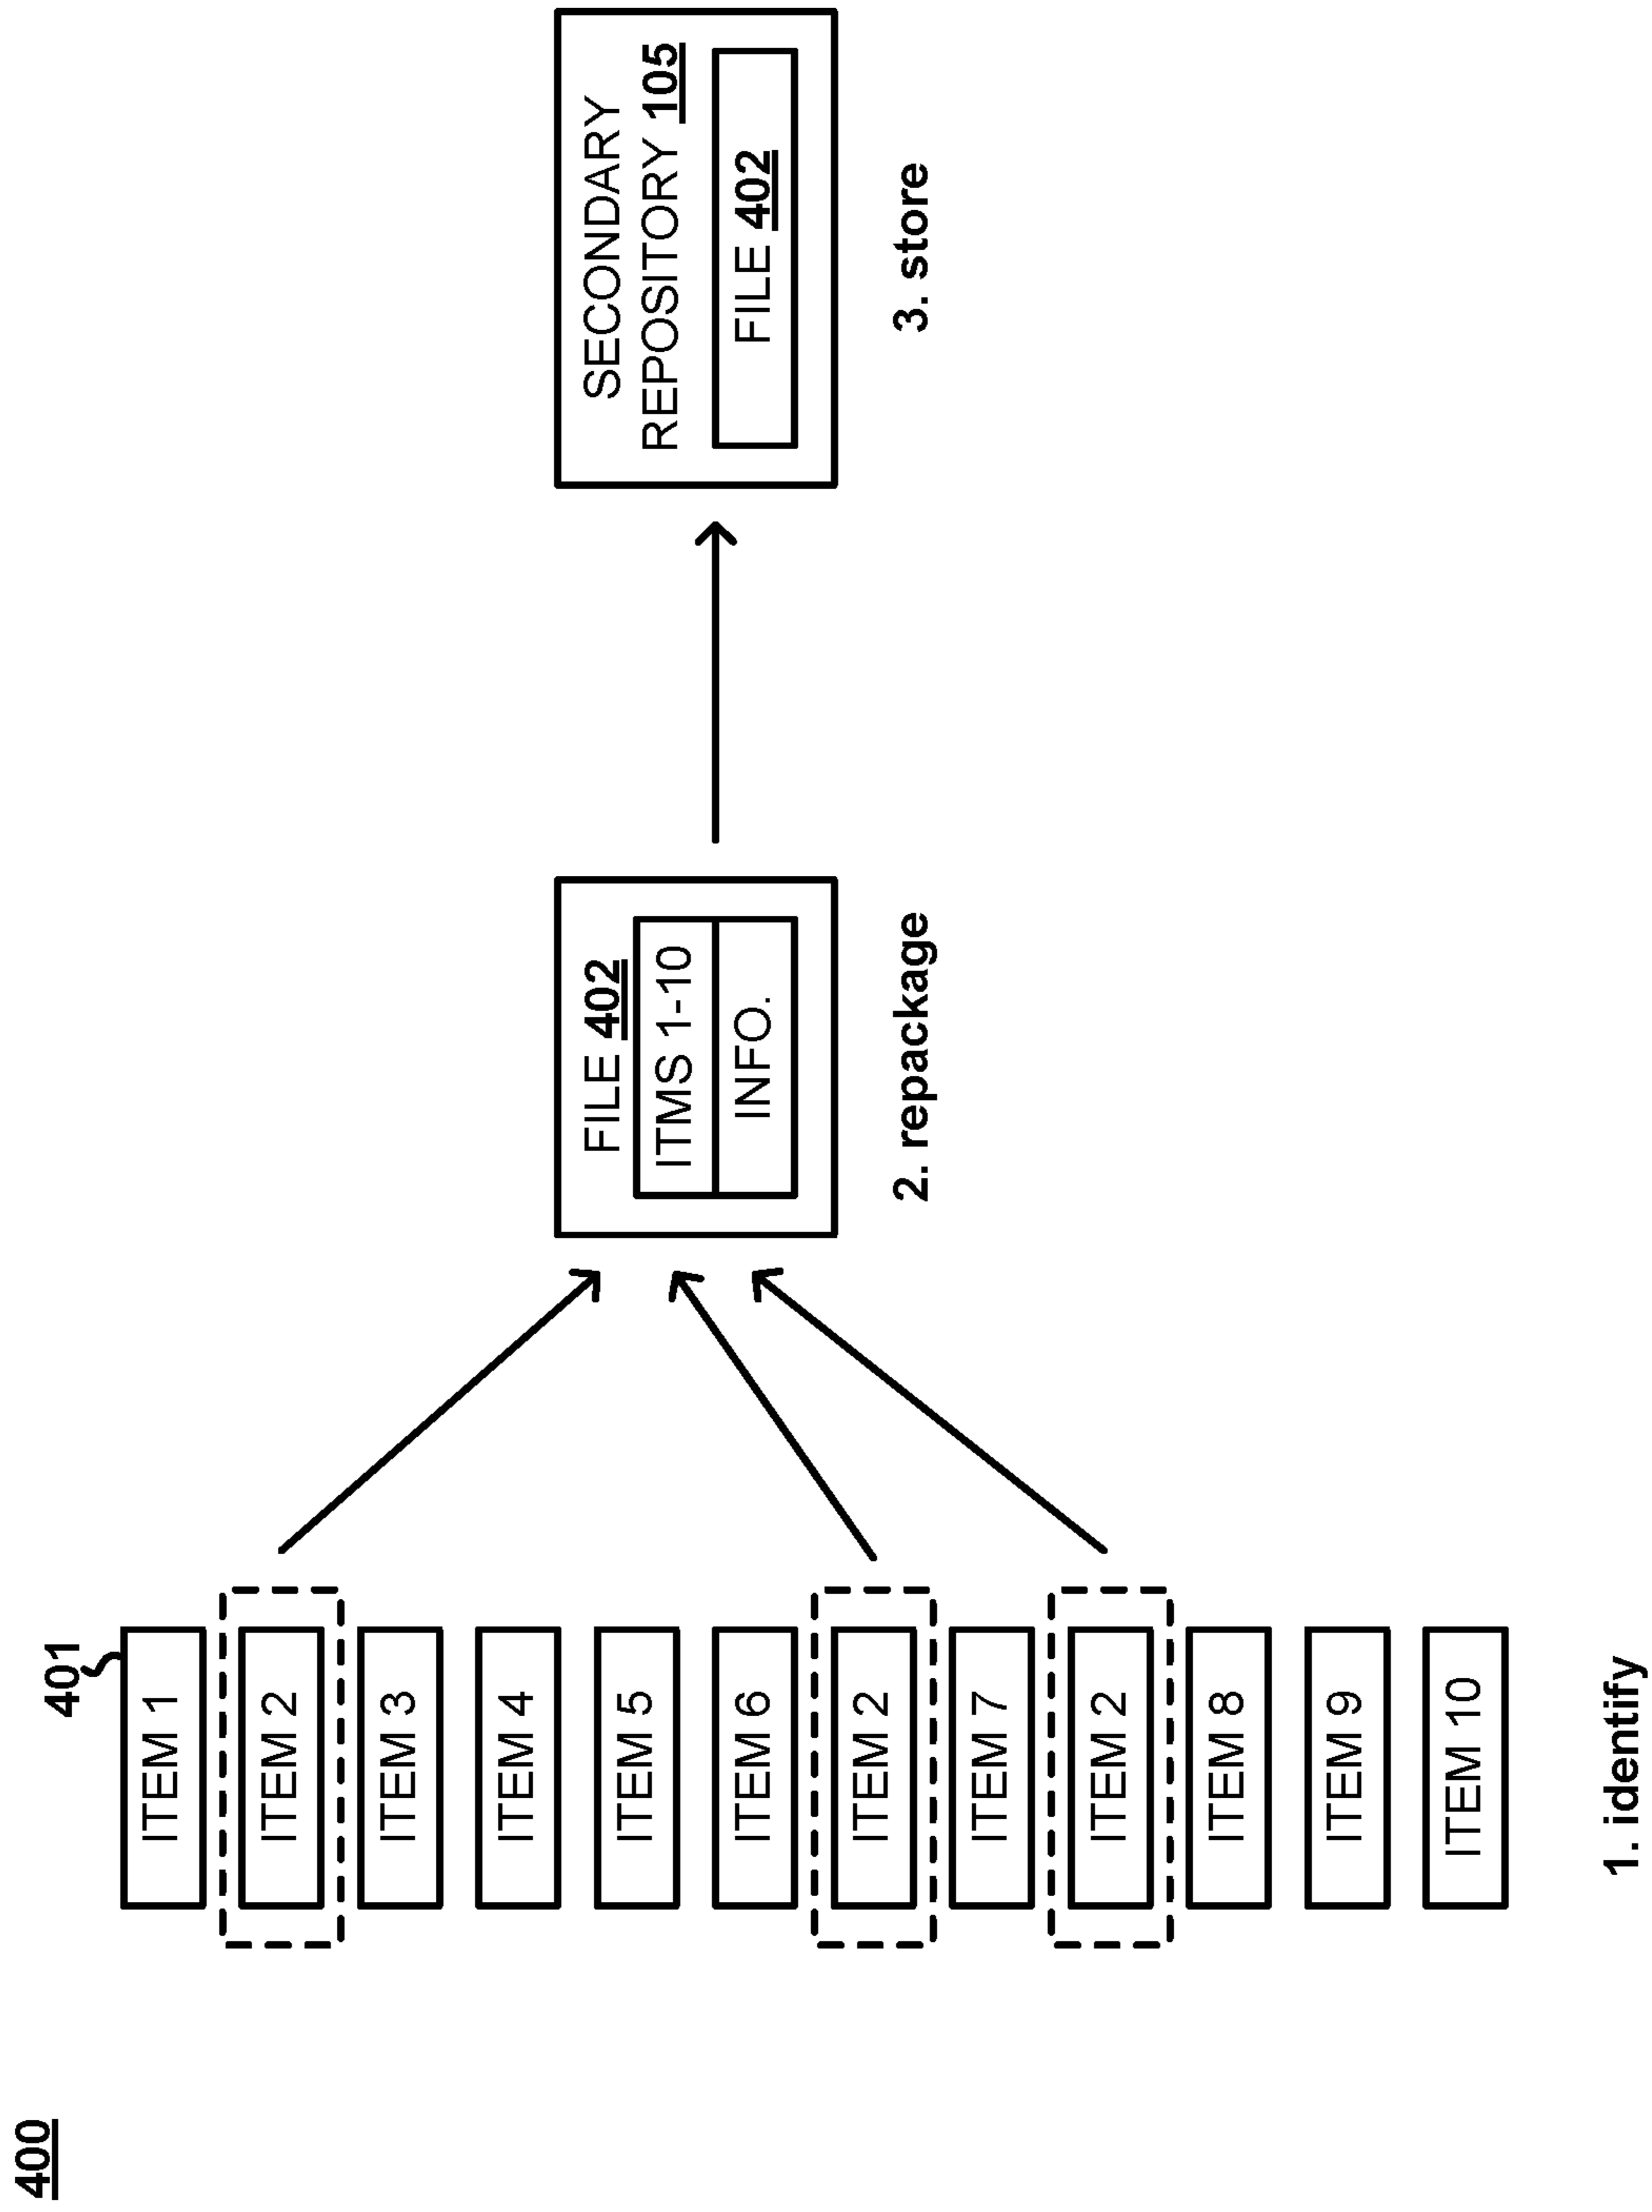 400
401
ITEM 1
ITEM 2
ITEM 3
ITEM 4
ITEM 5
ITEM 6
ITEM 2
ITEM 7
ITEM 2
ITEM 8
ITEM 9
ITEM 10
1. identify
FILE 402
ITMS 1-10
INFO.
2. repackage
SECONDARY
REPOSITORY 105
FILE 402
3. store